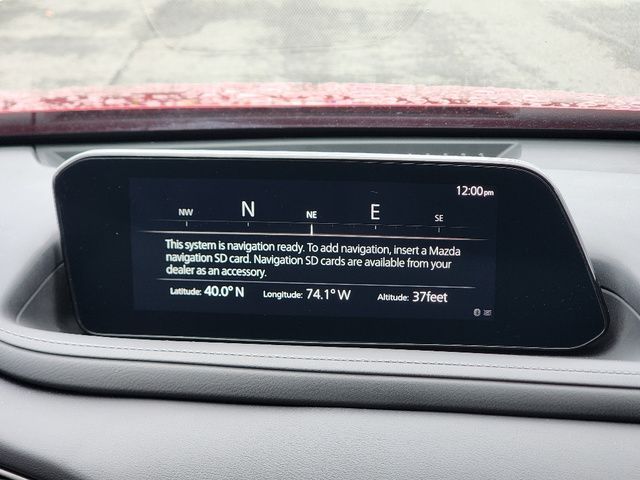 12:00pm
NW N NE E SE
This system is navigation ready. To add navigation, insert a Mazda
navigation SD card. Navigation SD cards are available from your
dealer as an accessory.
Latitude: 40.0° N Longitude: 74.1° W Altitude: 37feet